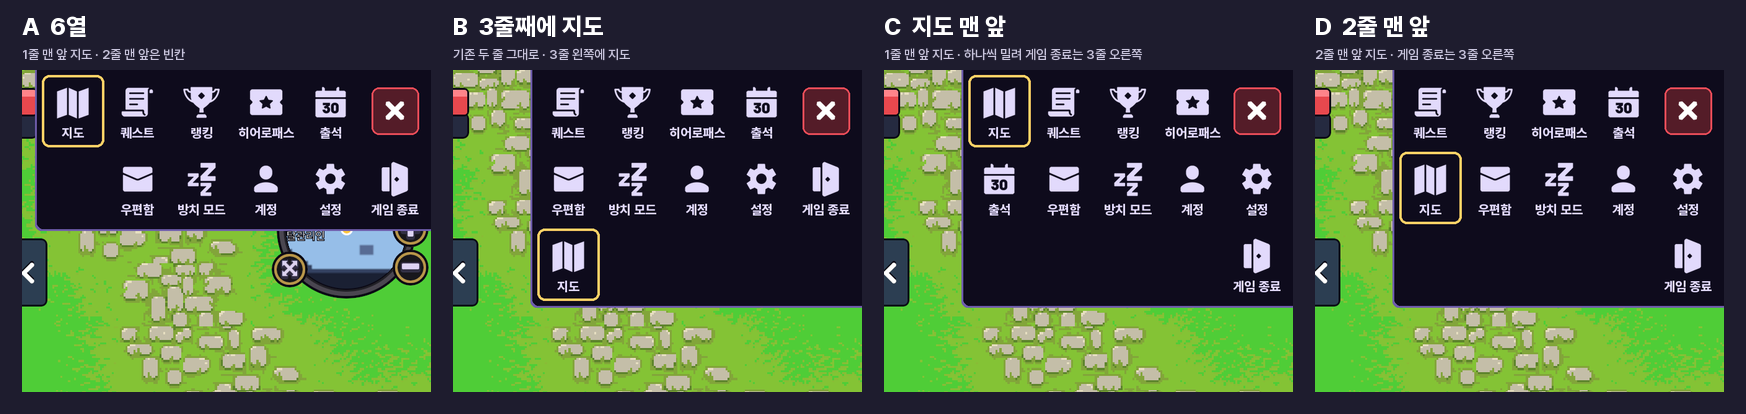 A 6열
1줄 맨 앞 지도 · 2줄 맨 앞은 빈칸
지도 퀘스트 랭킹 히어로패스 30 출석
우편함 방치 모드 계정 설정 게임 종료
B 3줄째에 지도
기존 두 줄 그대로 · 3줄 왼쪽에 지도
퀘스트 랭킹 히어로패스 30 출석
우편함 방치 모드 계정 설정 게임 종료
지도
C 지도 맨 앞
1줄 맨 앞 지도 · 하나씩 밀려 게임 종료는 3줄 오른쪽
지도 퀘스트 랭킹 히어로패스
30 출석 우편함 방치 모드 계정 설정
게임 종료
D 2줄 맨 앞
2줄 맨 앞 지도 · 게임 종료는 3줄 오른쪽
퀘스트 랭킹 히어로패스 30 출석
지도 우편함 방치 모드 계정 설정
게임 종료